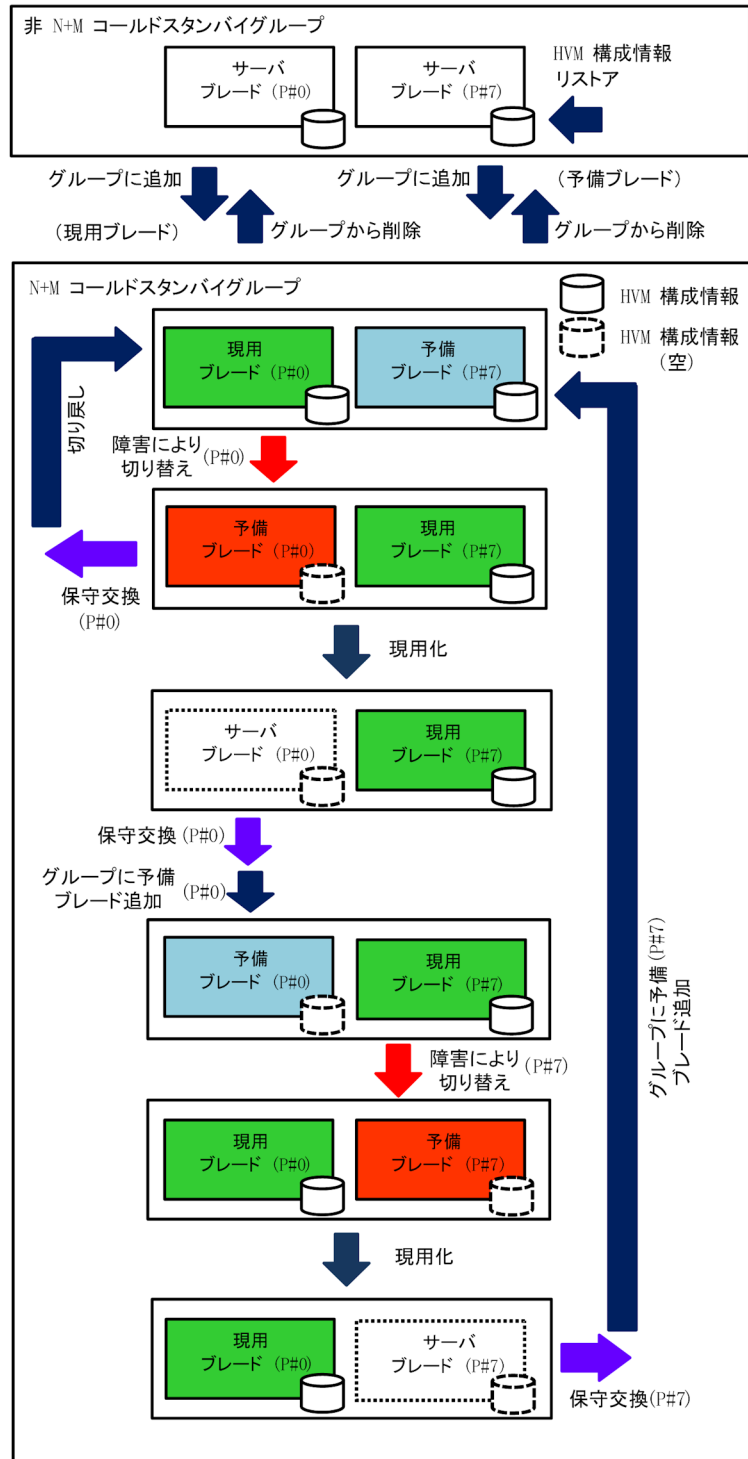 非 N+M コールドスタンバイグループ
サーバ
ブレード (P#0)
サーバ
ブレード (P#7)
HVM 構成情報
リストア
グループに追加
グループに追加
(予備ブレード)
(現用ブレード)
グループから削除
グループから削除
N+M コールドスタンバイグループ
HVM 構成情報
HVM 構成情報
(空)
現用
ブレード (P#0)
予備
ブレード (P#7)
切り戻し
障害により
切り替え
(P#0)
予備
ブレード (P#0)
現用
ブレード (P#7)
保守交換
(P#0)
現用化
サーバ
ブレード (P#0)
現用
ブレード (P#7)
保守交換 (P#0)
グループに予備
ブレード追加
(P#0)
予備
ブレード (P#0)
現用
ブレード (P#7)
グループに予備 (P#7)
ブレード追加
障害により
切り替え
(P#7)
現用
ブレード (P#0)
予備
ブレード (P#7)
現用化
現用
ブレード (P#0)
サーバ
ブレード (P#7)
保守交換(P#7)